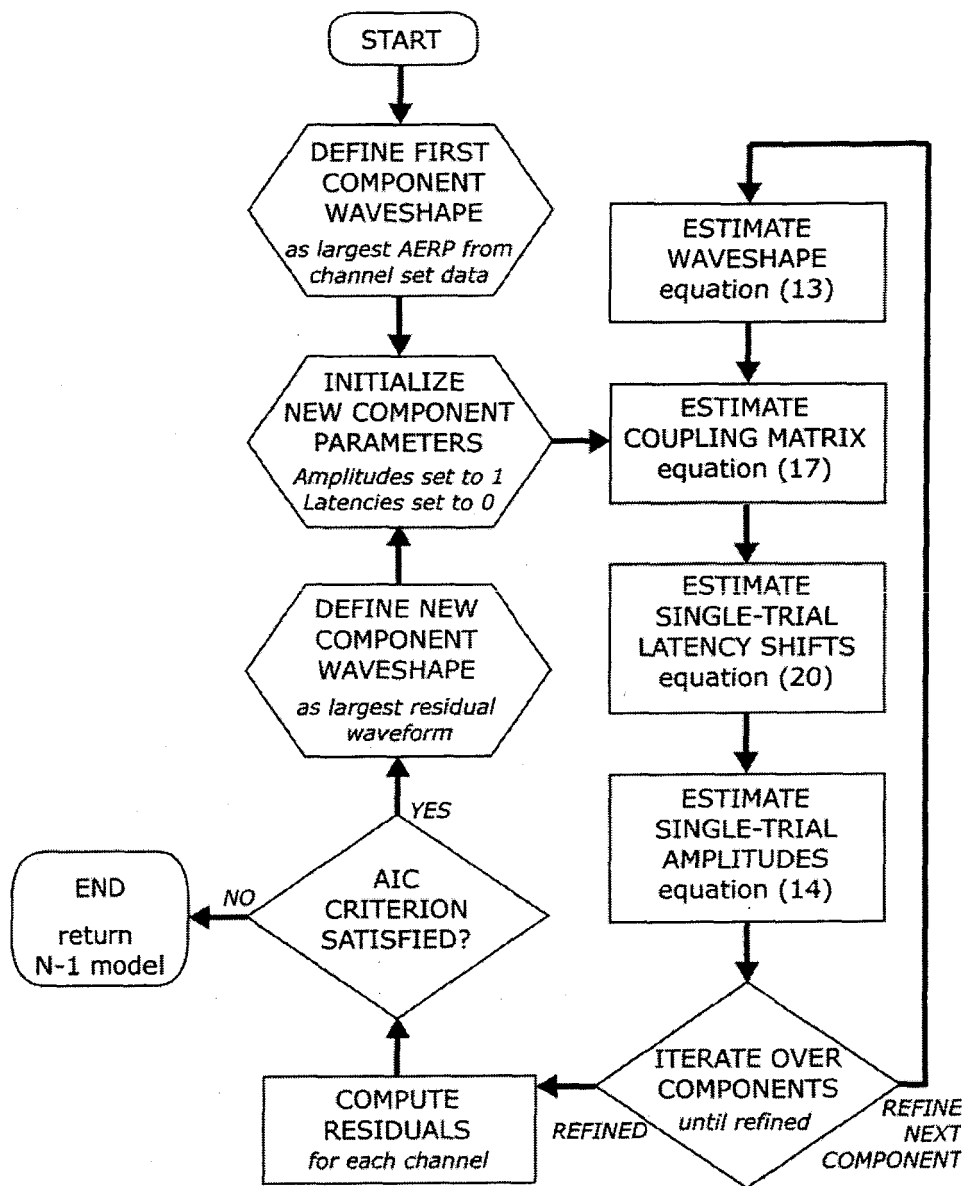 START
DEFINE FIRST
COMPONENT
WAVESHAPE
as largest AERP from
channel set data
INITIALIZE
NEW COMPONENT
PARAMETERS
Amplitudes set to 1
Latencies set to 0
DEFINE NEW
COMPONENT
WAVESHAPE
as largest residual
waveform
YES
AIC
CRITERION
SATISFIED?
NO
END
return
N-1 model
COMPUTE
RESIDUALS
for each channel
ESTIMATE
WAVESHAPE
equation (13)
ESTIMATE
COUPLING MATRIX
equation (17)
ESTIMATE
SINGLE-TRIAL
LATENCY SHIFTS
equation (20)
ESTIMATE
SINGLE-TRIAL
AMPLITUDES
equation (14)
ITERATE OVER
COMPONENTS
until refined
REFINED
REFINE
NEXT
COMPONENT